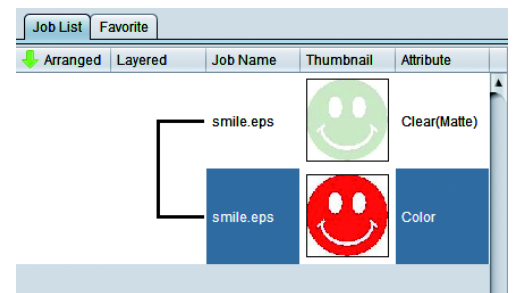 Job List Favorite
Arranged Layered Job Name Thumbnail Attribute
smile.eps Clear(Matte)
smile.eps Color